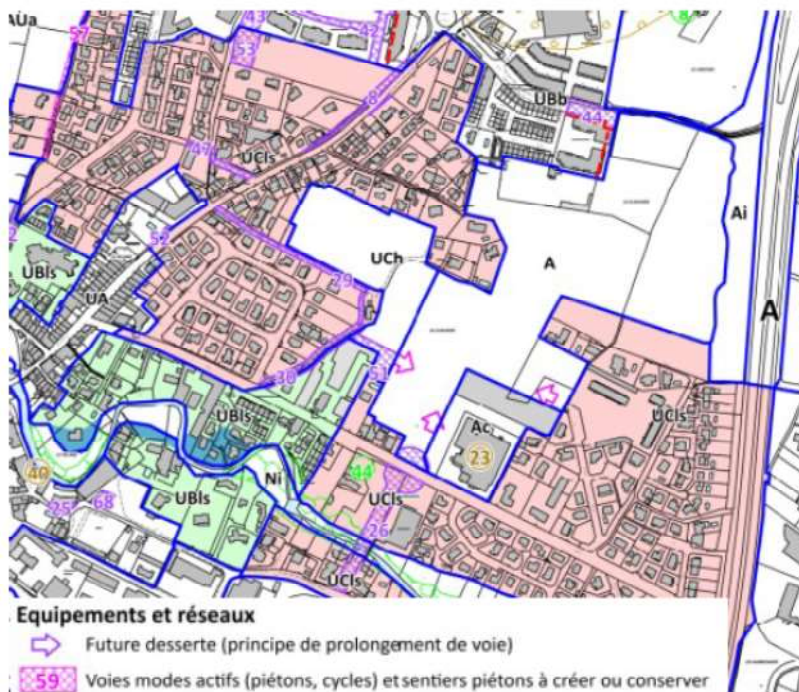 AUa
57
43
53
42
8
8
UBb
44
47
UCls
Ai
52
UCh
A
UBls
29
UA
A
51
30
UCls
UBls
Ac
23
44
40
Ni
UCls
UBls
25
68
26
UCls
Equipements et réseaux
Future desserte (principe de prolongement de voie)
59 Voies modes actifs (piétons, cycles) et sentiers piétons à créer ou conserver